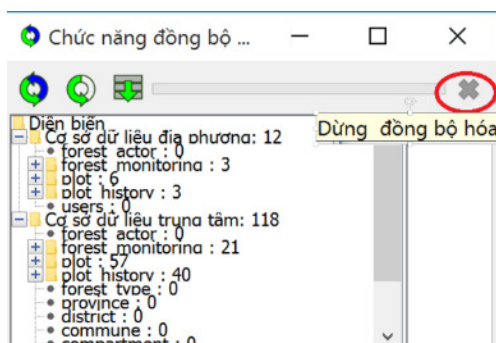 Chức năng đồng bộ ...
Dừng đồng bộ hóa
Diễn biến
Cơ sở dữ liệu địa phương: 12
forest_actor : 0
forest_monitoring : 3
plot : 6
plot_history : 3
users : 0
Cơ sở dữ liệu trung tâm: 118
forest_actor : 0
forest_monitoring : 21
plot : 57
plot_history : 40
forest_type : 0
province : 0
district : 0
commune : 0
compartment : 0